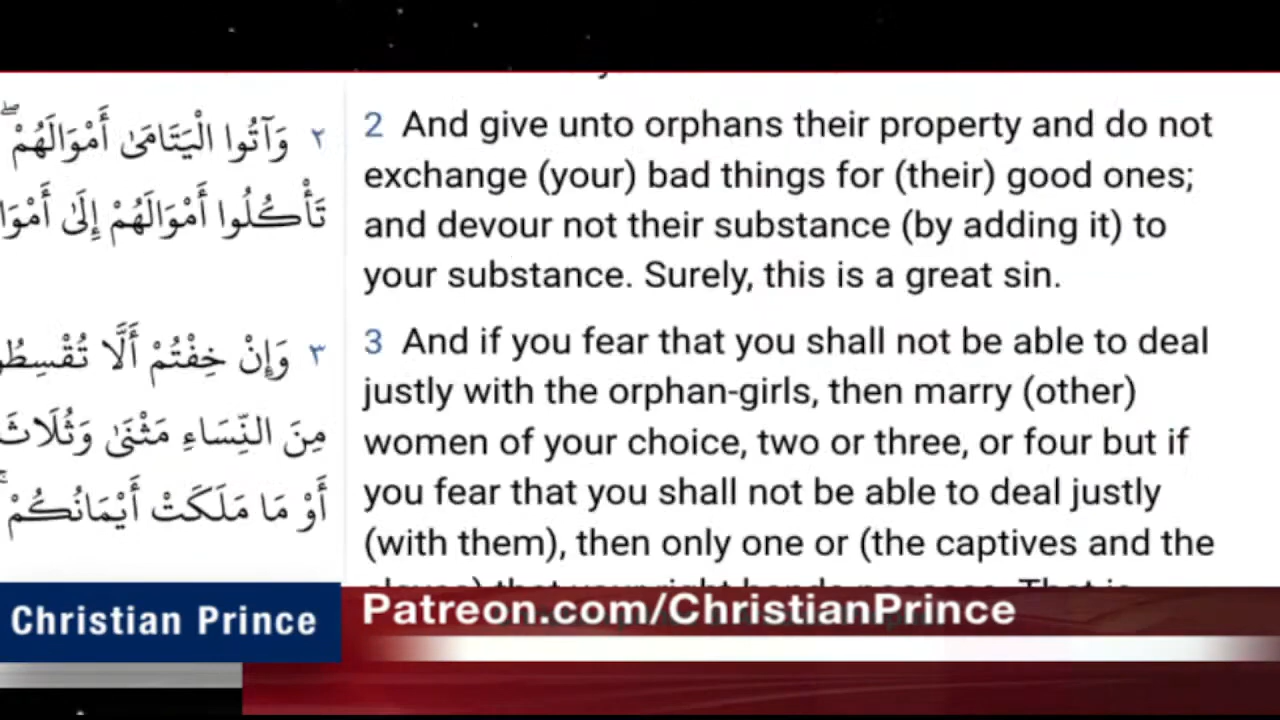 ٢ وَآتُوا الْيَتَامَىٰ أَمْوَالَهُمْ ۖ
تَأْكُلُوا أَمْوَالَهُمْ إِلَىٰ
٣ وَإِنْ خِفْتُمْ أَلَّا
مِنَ النِّسَاءِ مَثْنَىٰ
أَوْ مَا مَلَكَتْ أَيْمَانُكُمْ ۚ
2 And give unto orphans their property and do not
exchange (your) bad things for (their) good ones;
and devour not their substance (by adding it) to
your substance. Surely, this is a great sin.
3 And if you fear that you shall not be able to deal
justly with the orphan-girls, then marry (other)
women of your choice, two or three, or four but if
you fear that you shall not be able to deal justly
(with them), then only one or (the captives and the
Christian Prince
Patreon.com/ChristianPrince